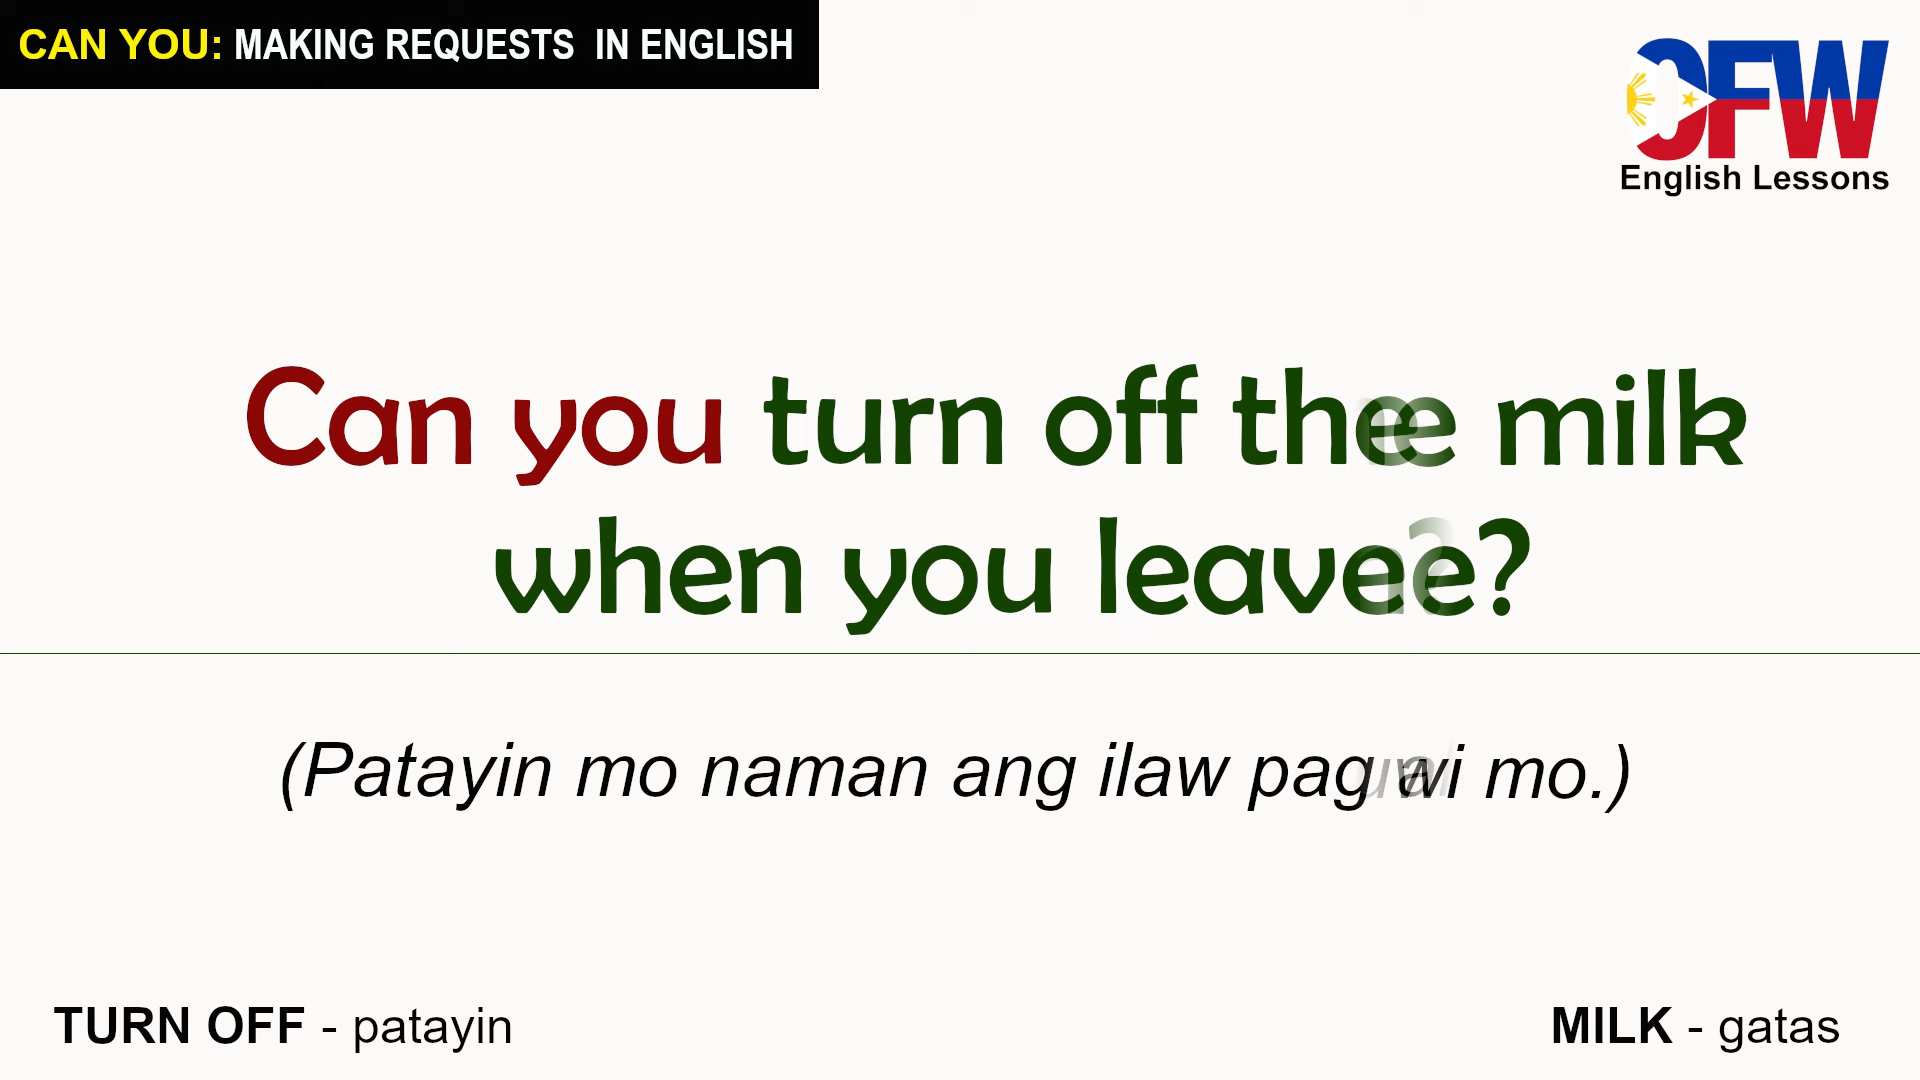 CAN YOU: MAKING REQUESTS IN ENGLISH
OFW
English Lessons
Can you turn off the milk
when you leave?
(Patayin mo naman ang ilaw mo.)
TURN OFF - patayin
MILK - gatas